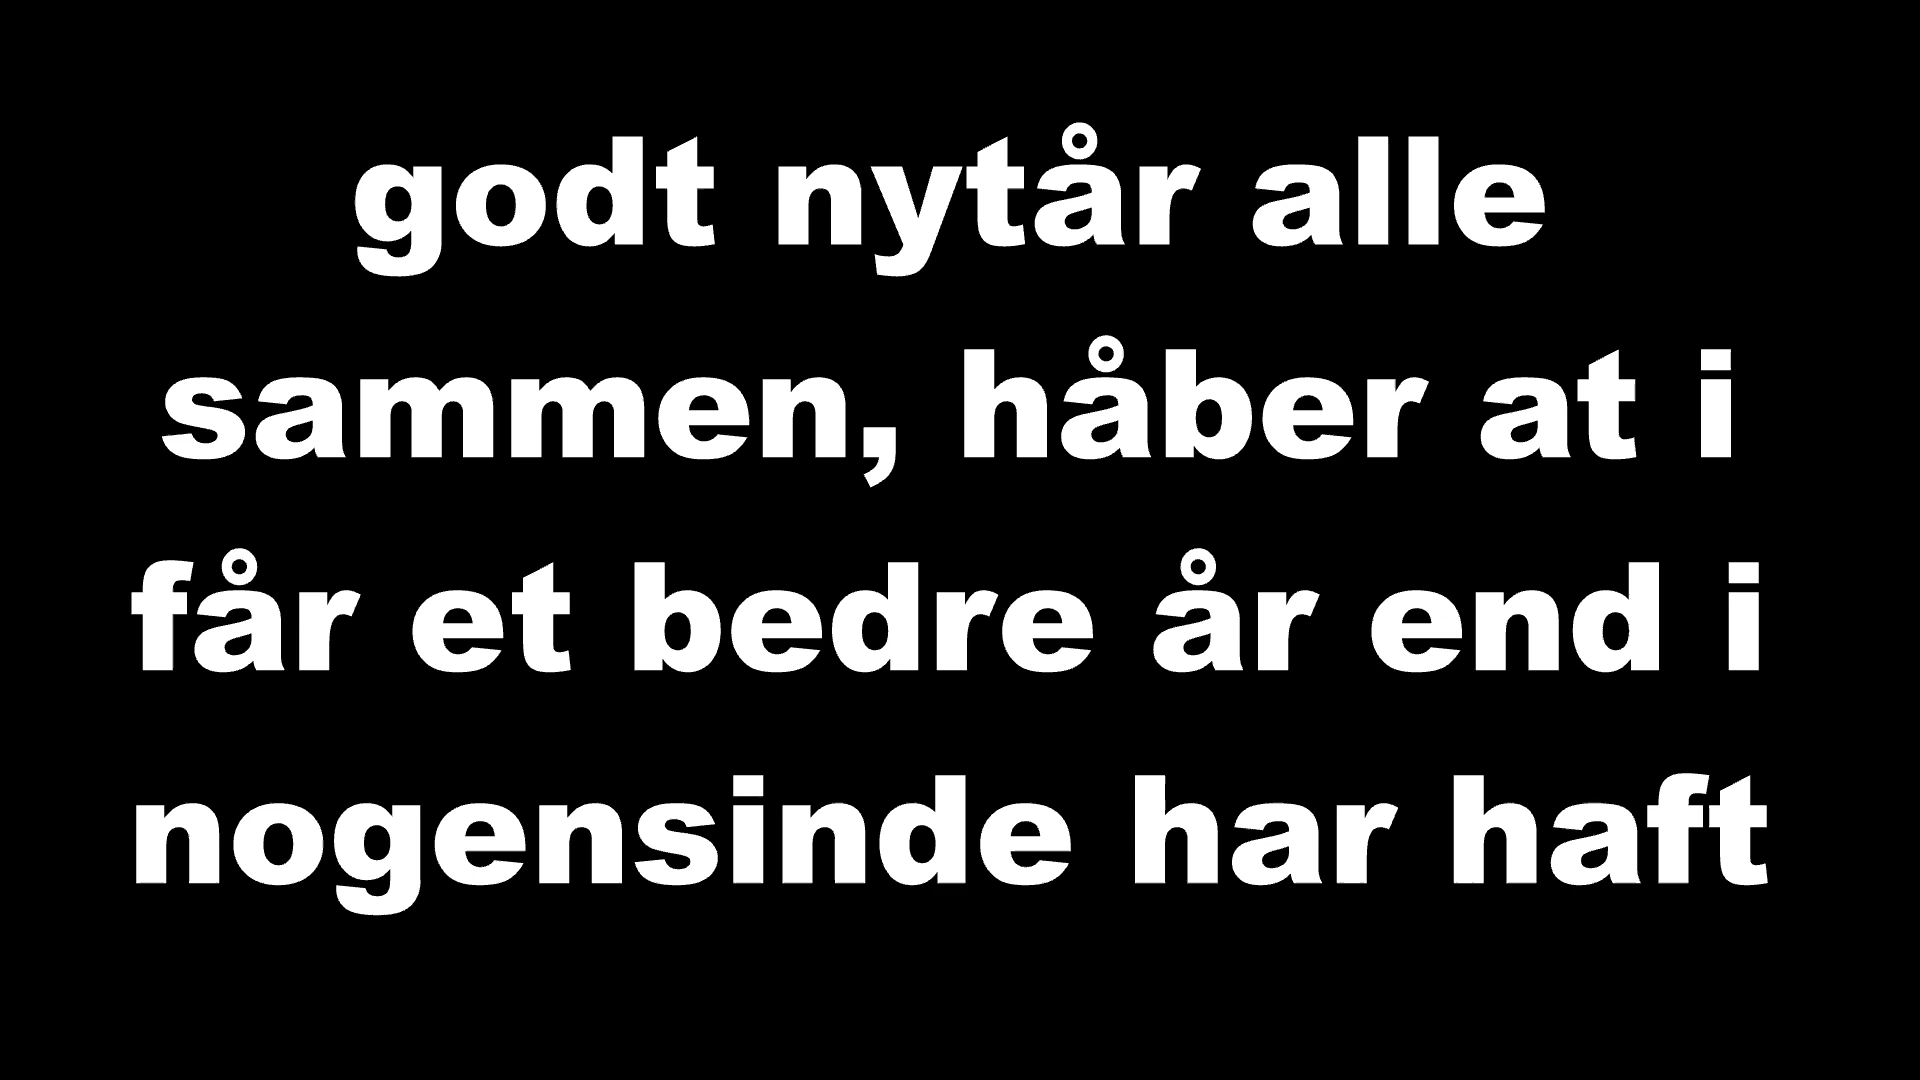 godt nytår alle
sammen, håber at i
får et bedre år end i
nogensinde har haft